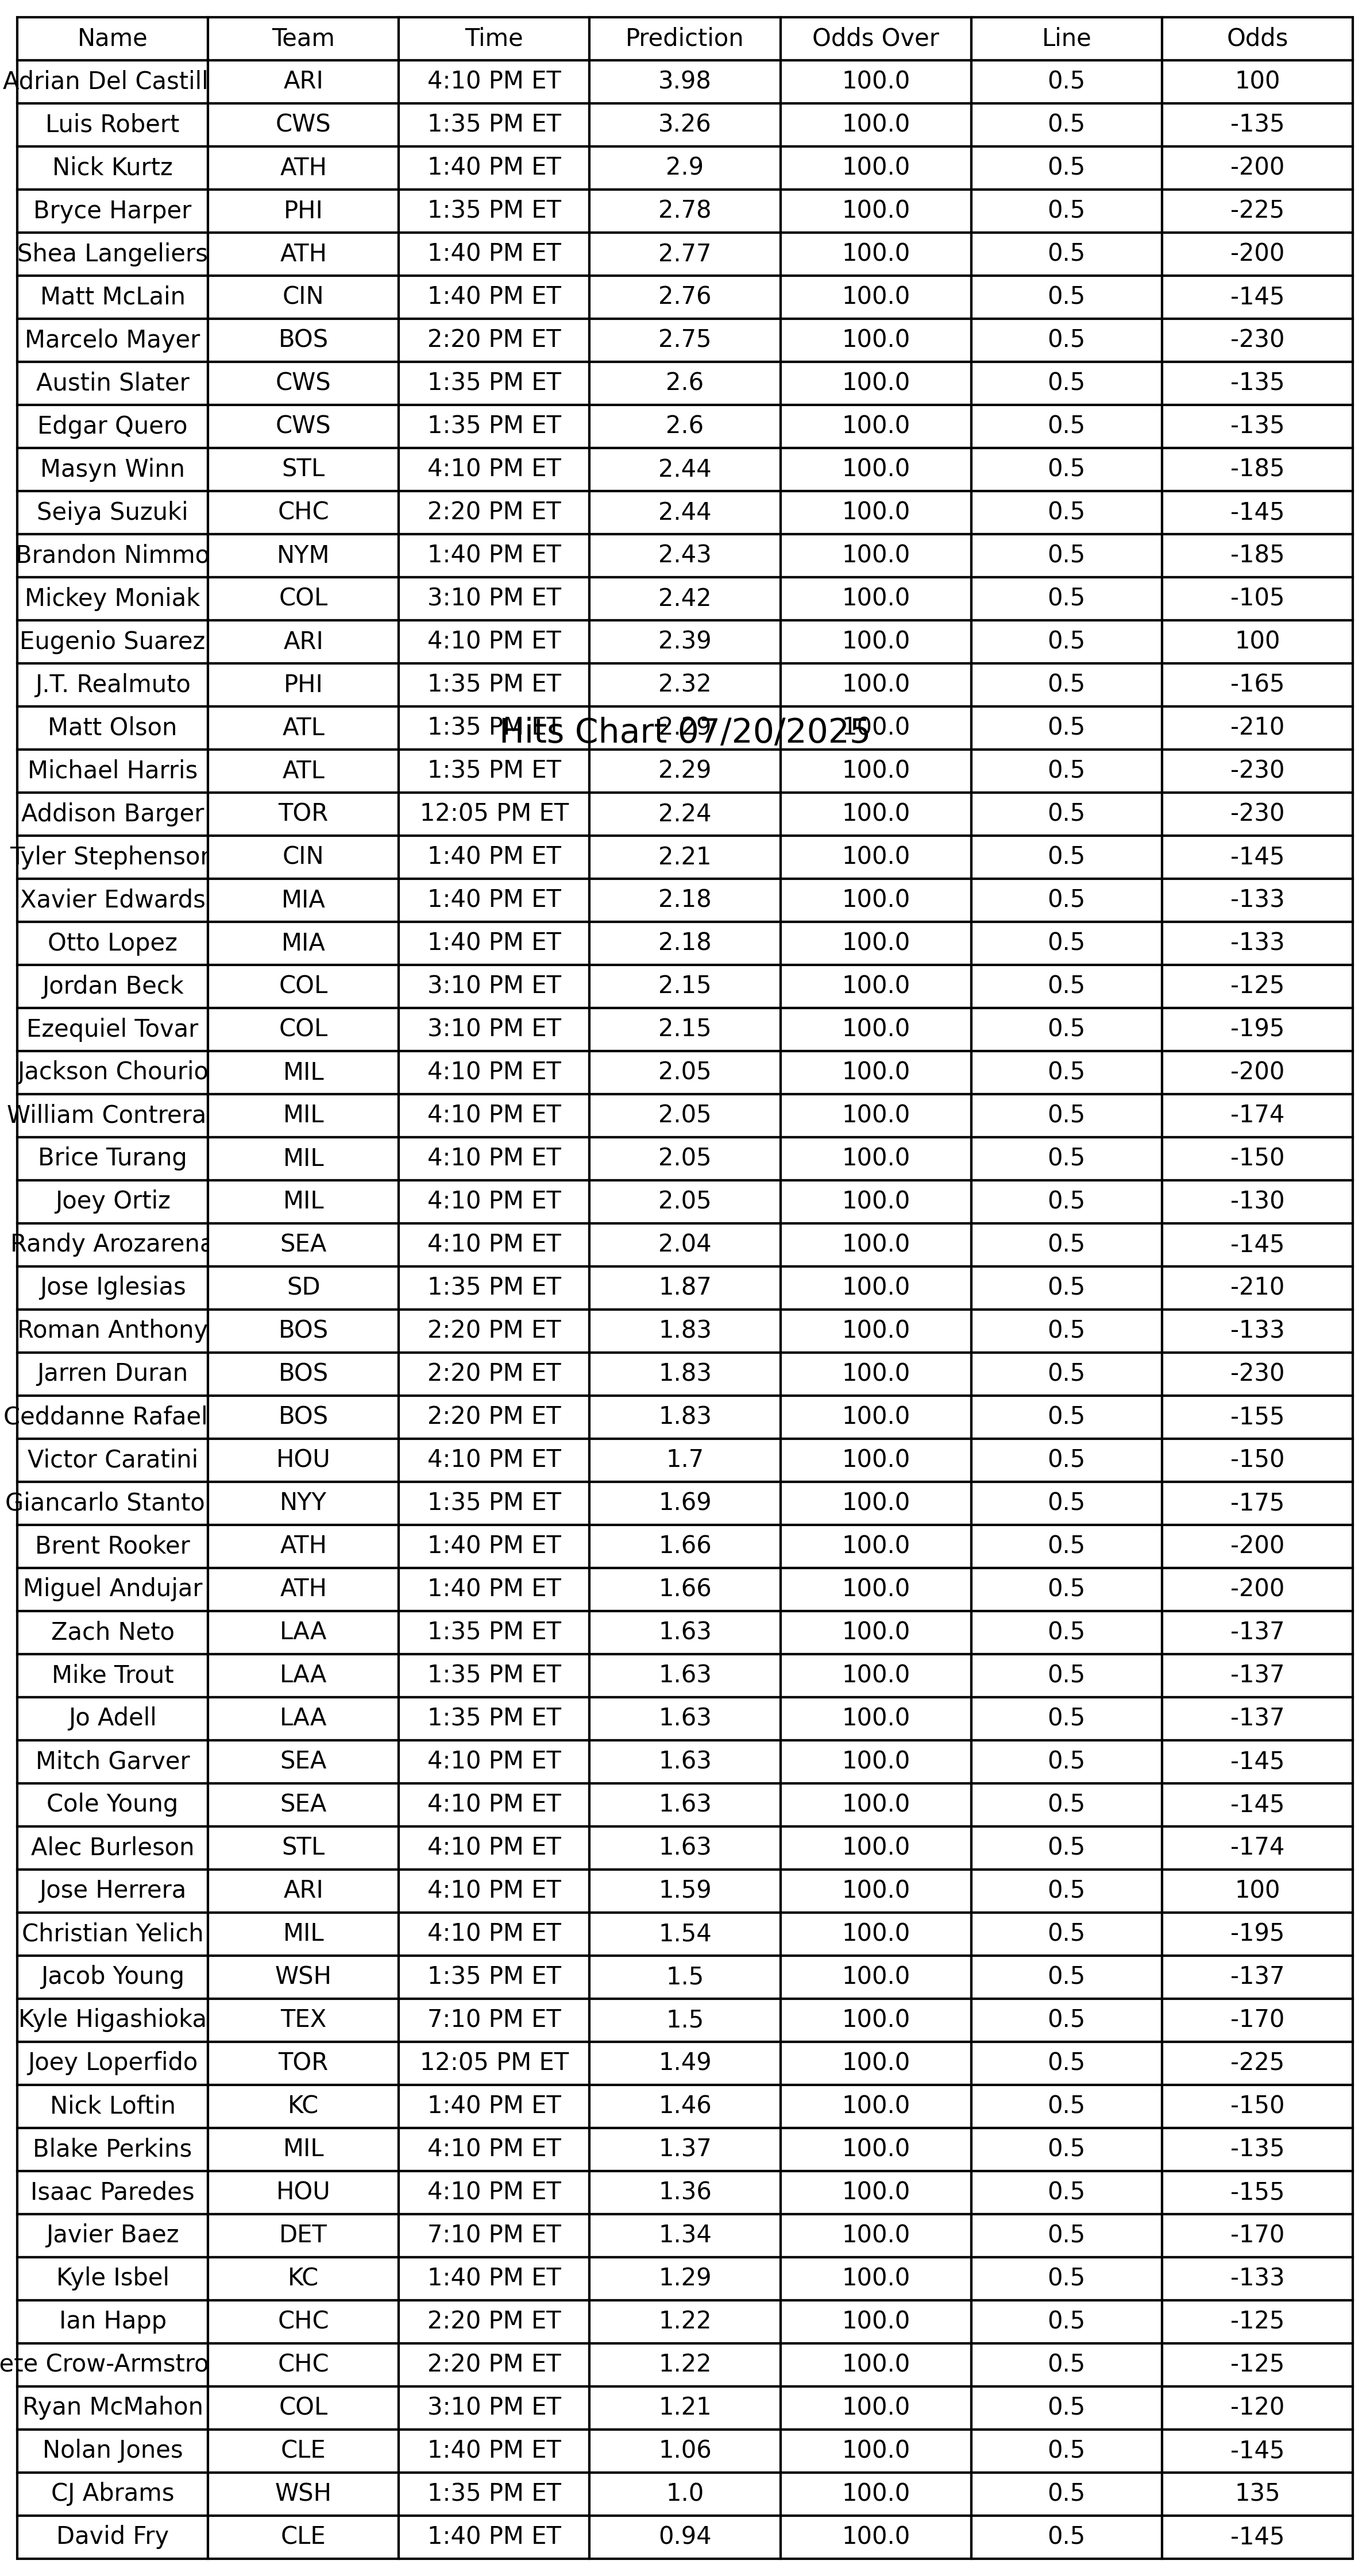 Name Team Time Prediction Odds Over Line Odds
Adrian Del Castill ARI 4:10 PM ET 3.98 100.0 0.5 100
Luis Robert CWS 1:35 PM ET 3.26 100.0 0.5 -135
Nick Kurtz ATH 1:40 PM ET 2.9 100.0 0.5 -200
Bryce Harper PHI 1:35 PM ET 2.78 100.0 0.5 -225
Shea Langeliers ATH 1:40 PM ET 2.77 100.0 0.5 -200
Matt McLain CIN 1:40 PM ET 2.76 100.0 0.5 -145
Marcelo Mayer BOS 2:20 PM ET 2.75 100.0 0.5 -230
Austin Slater CWS 1:35 PM ET 2.6 100.0 0.5 -135
Edgar Quero CWS 1:35 PM ET 2.6 100.0 0.5 -135
Masyn Winn STL 4:10 PM ET 2.44 100.0 0.5 -185
Seiya Suzuki CHC 2:20 PM ET 2.44 100.0 0.5 -145
Brandon Nimmo NYM 1:40 PM ET 2.43 100.0 0.5 -185
Mickey Moniak COL 3:10 PM ET 2.42 100.0 0.5 -105
Eugenio Suarez ARI 4:10 PM ET 2.39 100.0 0.5 100
J.T. Realmuto PHI 1:35 PM ET 2.32 100.0 0.5 -165
Matt Olson ATL 1:35 PM ET 2.29 100.0 0.5 -210
Hits Chart 07/20/2025
Michael Harris ATL 1:35 PM ET 2.29 100.0 0.5 -230
Addison Barger TOR 12:05 PM ET 2.24 100.0 0.5 -230
Tyler Stephenson CIN 1:40 PM ET 2.21 100.0 0.5 -145
Xavier Edwards MIA 1:40 PM ET 2.18 100.0 0.5 -133
Otto Lopez MIA 1:40 PM ET 2.18 100.0 0.5 -133
Jordan Beck COL 3:10 PM ET 2.15 100.0 0.5 -125
Ezequiel Tovar COL 3:10 PM ET 2.15 100.0 0.5 -195
Jackson Chourio MIL 4:10 PM ET 2.05 100.0 0.5 -200
William Contrera MIL 4:10 PM ET 2.05 100.0 0.5 -174
Brice Turang MIL 4:10 PM ET 2.05 100.0 0.5 -150
Joey Ortiz MIL 4:10 PM ET 2.05 100.0 0.5 -130
Randy Arozarena SEA 4:10 PM ET 2.04 100.0 0.5 -145
Jose Iglesias SD 1:35 PM ET 1.87 100.0 0.5 -210
Roman Anthony BOS 2:20 PM ET 1.83 100.0 0.5 -133
Jarren Duran BOS 2:20 PM ET 1.83 100.0 0.5 -230
Ceddanne Rafael BOS 2:20 PM ET 1.83 100.0 0.5 -155
Victor Caratini HOU 4:10 PM ET 1.7 100.0 0.5 -150
Giancarlo Stanto NYY 1:35 PM ET 1.69 100.0 0.5 -175
Brent Rooker ATH 1:40 PM ET 1.66 100.0 0.5 -200
Miguel Andujar ATH 1:40 PM ET 1.66 100.0 0.5 -200
Zach Neto LAA 1:35 PM ET 1.63 100.0 0.5 -137
Mike Trout LAA 1:35 PM ET 1.63 100.0 0.5 -137
Jo Adell LAA 1:35 PM ET 1.63 100.0 0.5 -137
Mitch Garver SEA 4:10 PM ET 1.63 100.0 0.5 -145
Cole Young SEA 4:10 PM ET 1.63 100.0 0.5 -145
Alec Burleson STL 4:10 PM ET 1.63 100.0 0.5 -174
Jose Herrera ARI 4:10 PM ET 1.59 100.0 0.5 100
Christian Yelich MIL 4:10 PM ET 1.54 100.0 0.5 -195
Jacob Young WSH 1:35 PM ET 1.5 100.0 0.5 -137
Kyle Higashioka TEX 7:10 PM ET 1.5 100.0 0.5 -170
Joey Loperfido TOR 12:05 PM ET 1.49 100.0 0.5 -225
Nick Loftin KC 1:40 PM ET 1.46 100.0 0.5 -150
Blake Perkins MIL 4:10 PM ET 1.37 100.0 0.5 -135
Isaac Paredes HOU 4:10 PM ET 1.36 100.0 0.5 -155
Javier Baez DET 7:10 PM ET 1.34 100.0 0.5 -170
Kyle Isbel KC 1:40 PM ET 1.29 100.0 0.5 -133
Ian Happ CHC 2:20 PM ET 1.22 100.0 0.5 -125
ete Crow-Armstro CHC 2:20 PM ET 1.22 100.0 0.5 -125
Ryan McMahon COL 3:10 PM ET 1.21 100.0 0.5 -120
Nolan Jones CLE 1:40 PM ET 1.06 100.0 0.5 -145
CJ Abrams WSH 1:35 PM ET 1.0 100.0 0.5 135
David Fry CLE 1:40 PM ET 0.94 100.0 0.5 -145